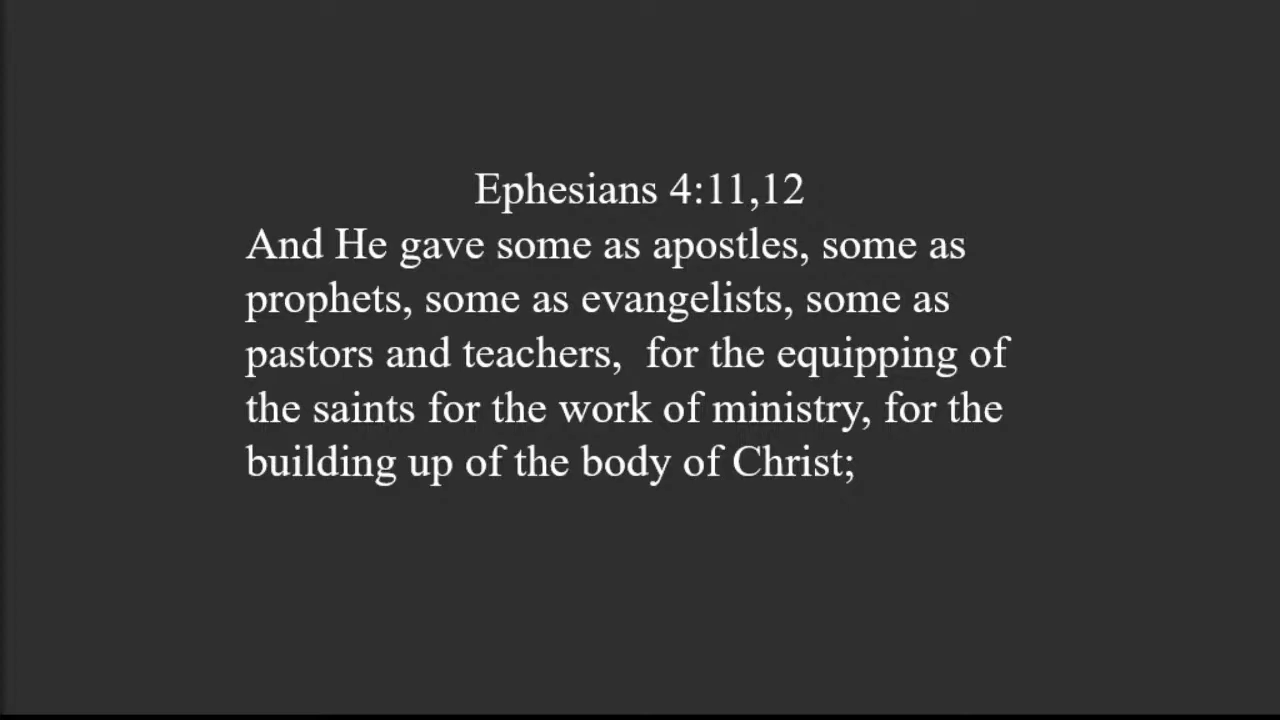 Ephesians 4:11,12
And He gave some as apostles, some as
prophets, some as evangelists, some as
pastors and teachers,  for the equipping of
the saints for the work of ministry, for the
building up of the body of Christ;